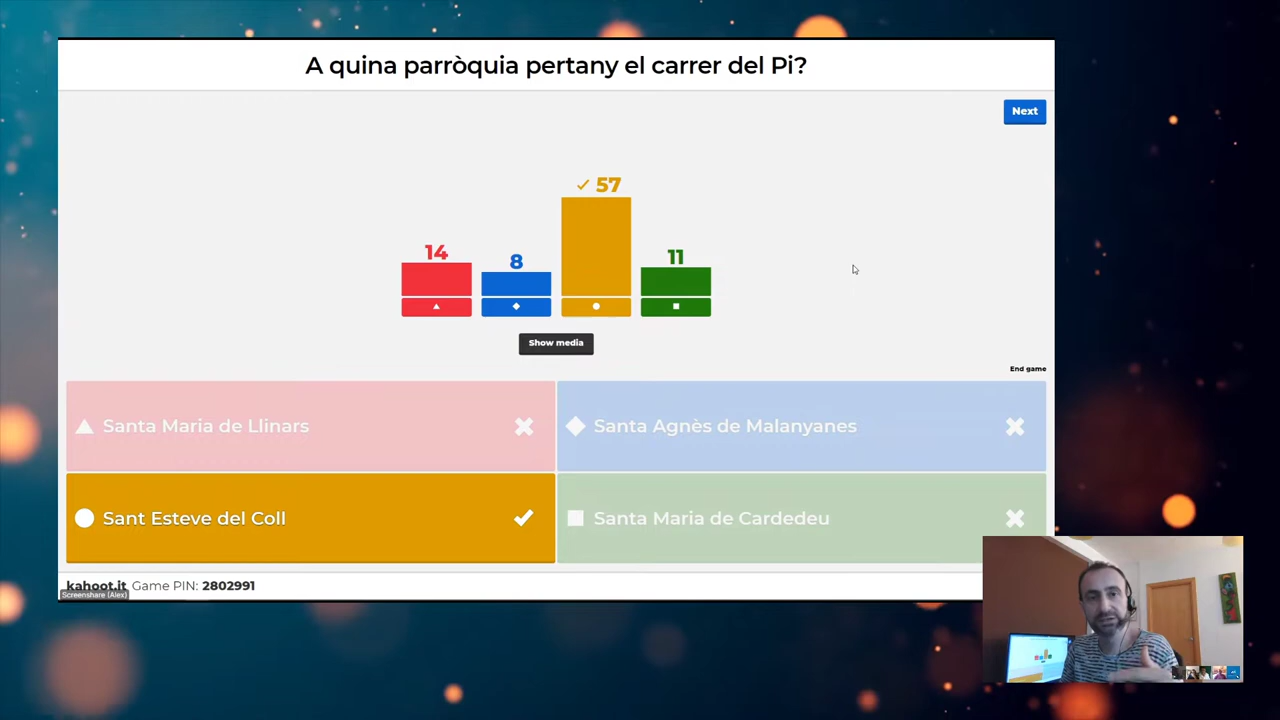 A quina parròquia pertany el carrer del Pi?
Next
14
8
57
11
Show media
End game
Santa Maria de Llinars
Santa Agnès de Malanyanes
Sant Esteve del Coll
Santa Maria de Cardedeu
kahoot.it Game PIN: 2802991
Screenshare (Alex)